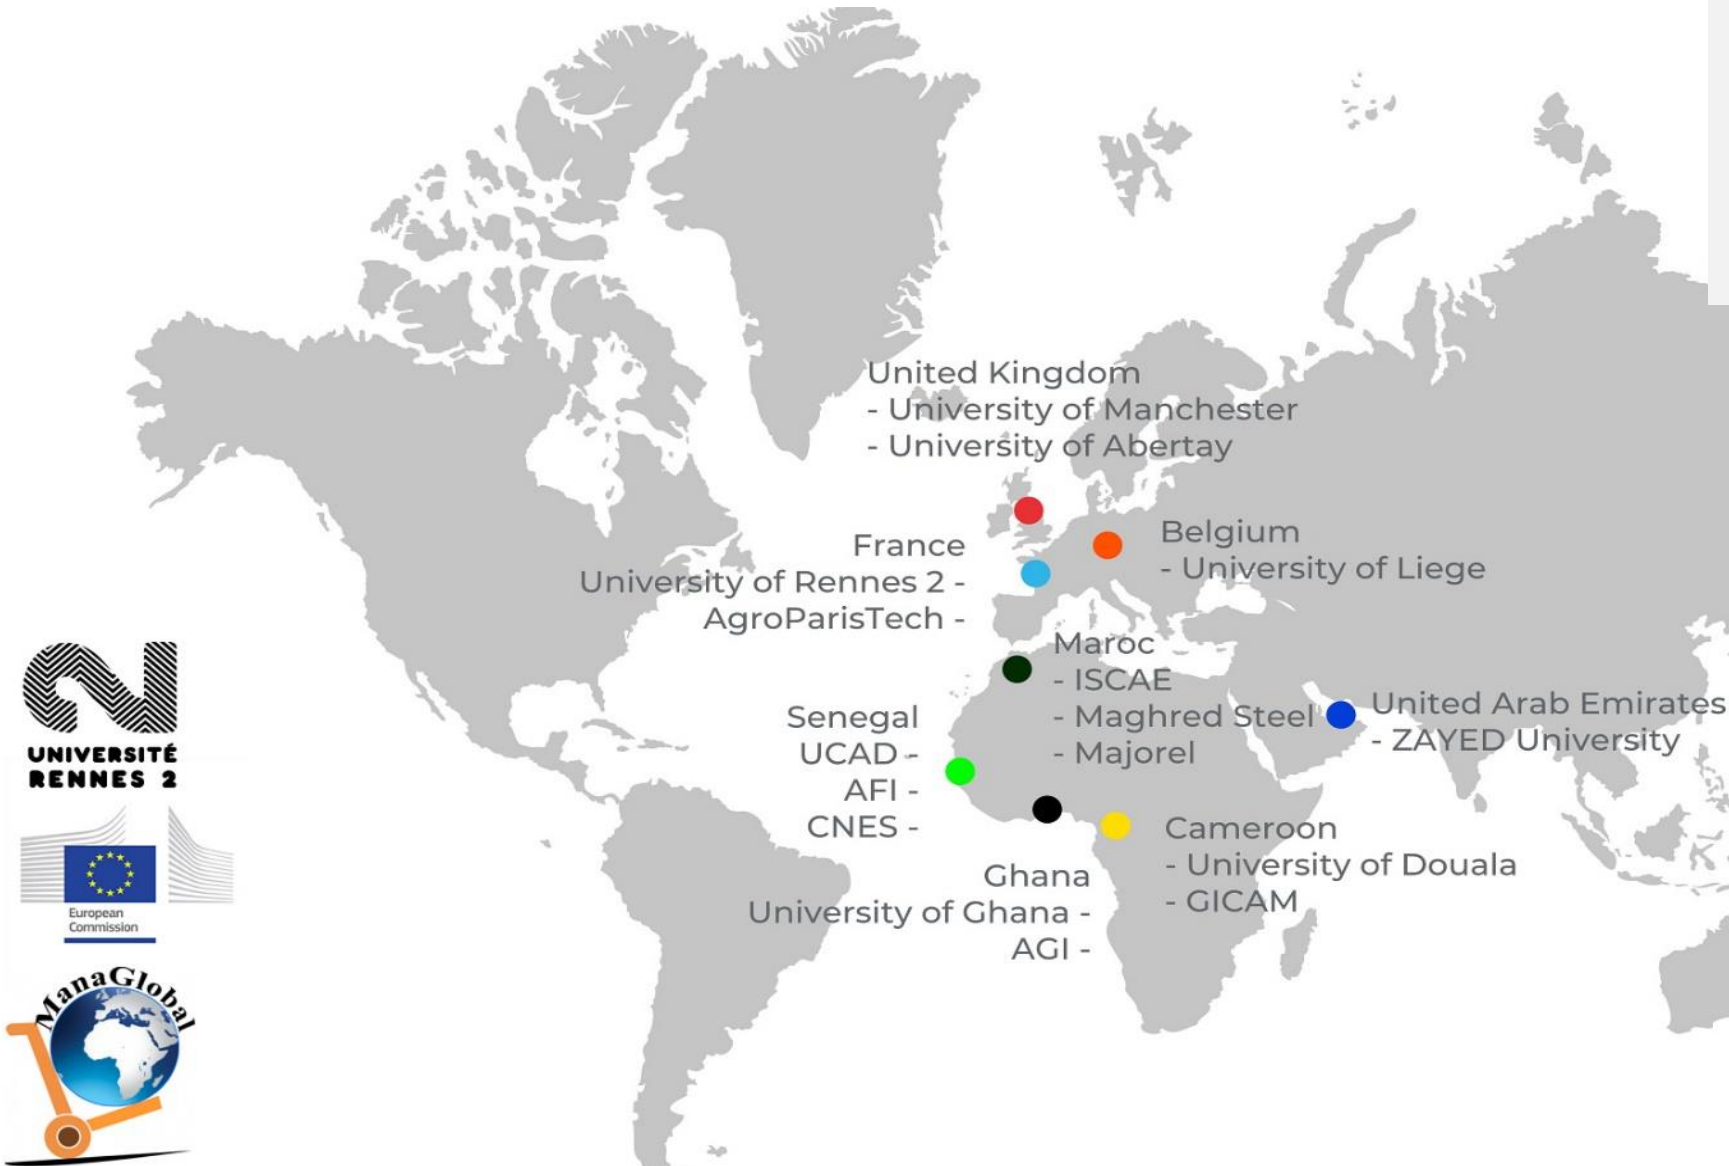 United Kingdom
- University of Manchester
- University of Abertay
France
University of Rennes 2 -
AgroParisTech -
Belgium
- University of Liege
Maroc
- ISCAE
- Maghred Steel
- Majorel
United Arab Emirates
- ZAYED University
Senegal
UCAD -
AFI -
CNES -
Ghana
University of Ghana -
AGI -
Cameroon
- University of Douala
- GICAM
UNIVERSITÉ
RENNES 2
European
Commission
ManaGlobal